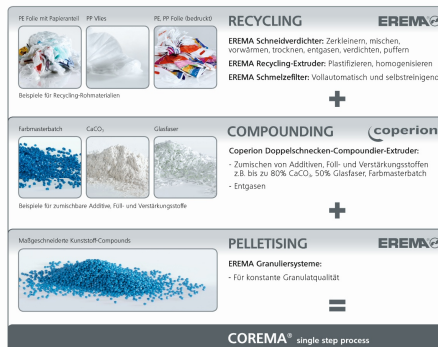 PE Folie mit Papieranteil PP Vlies PE, PP Folie (bedruckt)
Beispiele für Recycling-Rohmaterialien
RECYCLING EREMA
EREMA Schneidverdichter: Zerkleinern, mischen,
vorwärmen, trocknen, entgasen, verdichten, puffern
EREMA Recycling-Extruder: Plastifizieren, homogenisieren
EREMA Schmelzefilter: Vollautomatisch und selbstreinigend
+
Farbmasterbatch CaCO₃ Glasfaser
Beispiele für zumischbare Additive, Füll- und Verstärkungsstoffe
COMPOUNDING coperion
Coperion Doppelschnecken-Compoundier-Extruder:
- Zumischen von Additiven, Füll- und Verstärkungsstoffen
z.B. bis zu 80% CaCO₃, 50% Glasfaser, Farbmasterbatch
- Entgasen
+
Maßgeschneiderte Kunststoff-Compounds
PELLETISING EREMA
EREMA Granuliersysteme:
- Für konstante Granulatqualität
=
COREMA® single step process